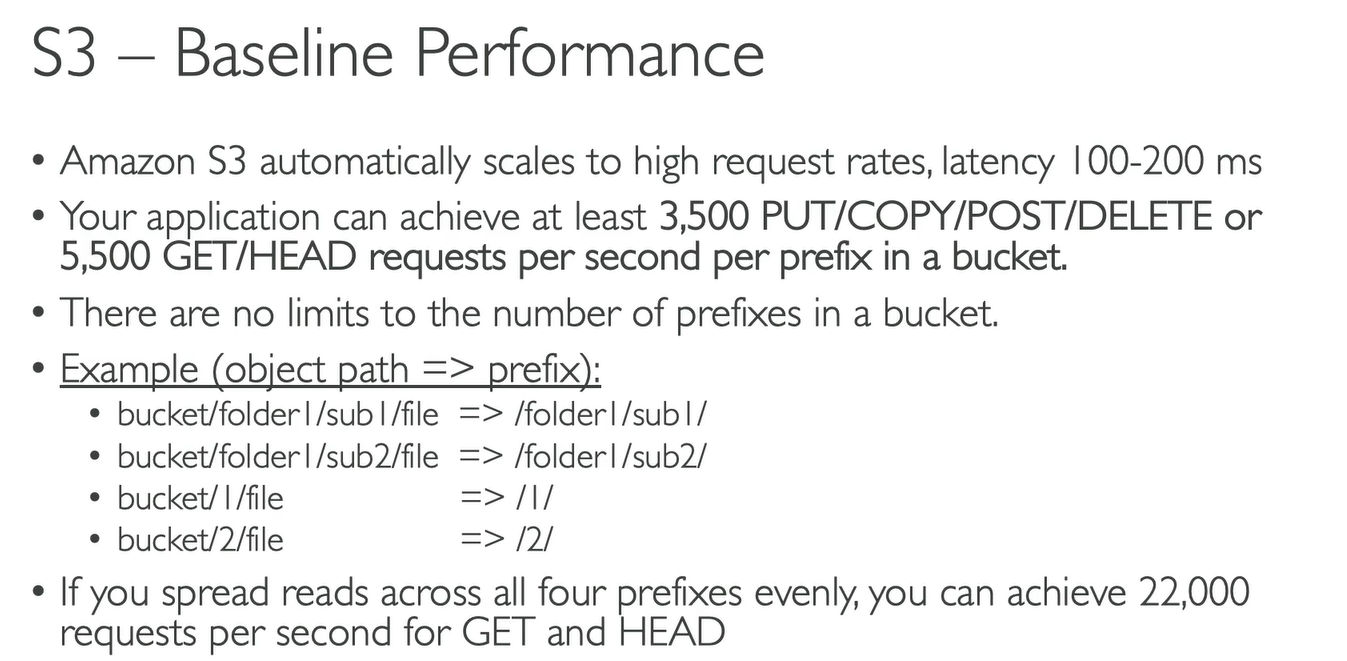 S3 – Baseline Performance
• Amazon S3 automatically scales to high request rates, latency 100-200 ms
• Your application can achieve at least 3,500 PUT/COPY/POST/DELETE or
5,500 GET/HEAD requests per second per prefix in a bucket.
• There are no limits to the number of prefixes in a bucket.
• Example (object path => prefix):
• bucket/folder1/sub1/file => /folder1/sub1/
• bucket/folder1/sub2/file => /folder1/sub2/
• bucket/1/file => /1/
• bucket/2/file => /2/
• If you spread reads across all four prefixes evenly, you can achieve 22,000
requests per second for GET and HEAD